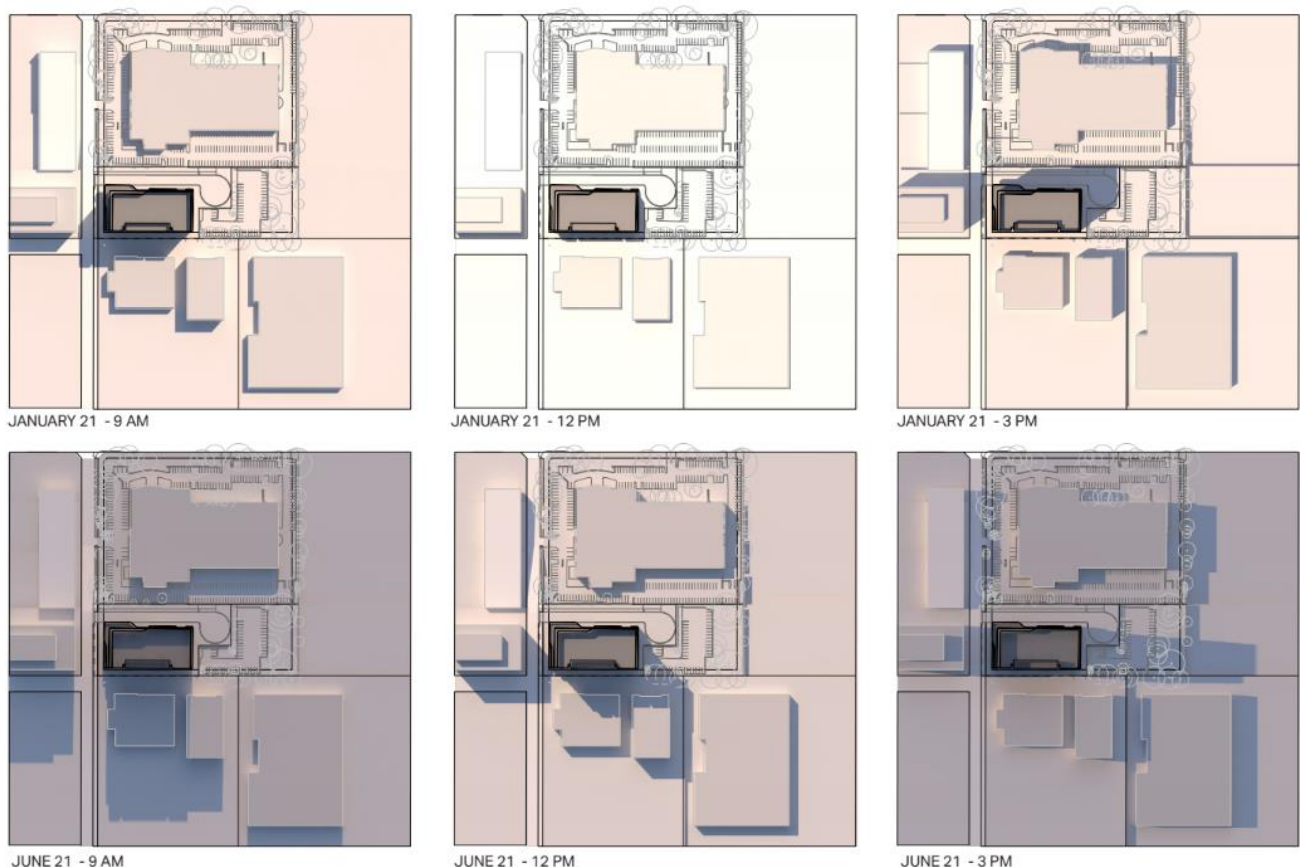 JANUARY 21 - 9 AM
JANUARY 21 - 12 PM
JANUARY 21 - 3 PM
JUNE 21 - 9 AM
JUNE 21 - 12 PM
JUNE 21 - 3 PM